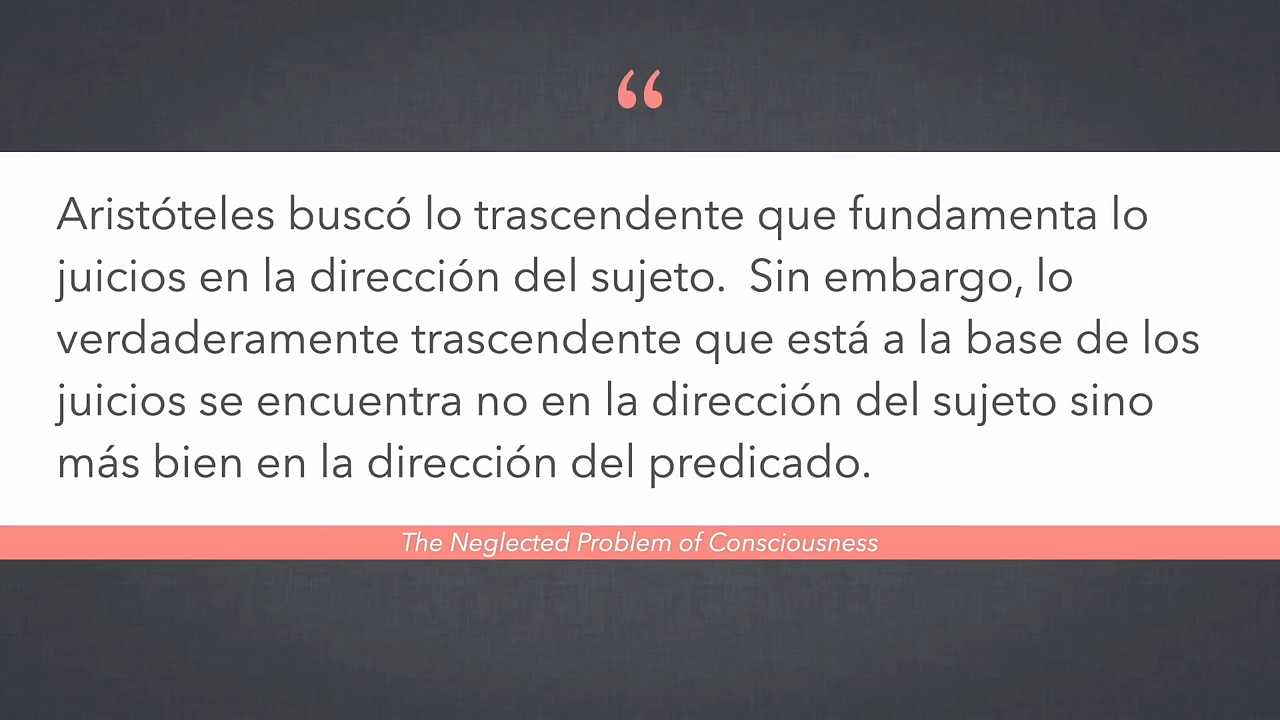 “
Aristóteles buscó lo trascendente que fundamenta lo
juicios en la dirección del sujeto.  Sin embargo, lo
verdaderamente trascendente que está a la base de los
juicios se encuentra no en la dirección del sujeto sino
más bien en la dirección del predicado.
The Neglected Problem of Consciousness